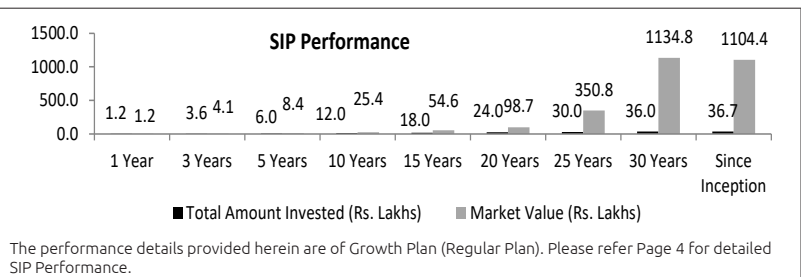 SIP Performance
1500.0
1000.0
500.0
0.0
1.2 1.2
3.6 4.1
6.0 8.4
12.0 25.4
18.0 54.6
24.0 98.7
30.0 350.8
36.0 1134.8
36.7 1104.4
1 Year 3 Years 5 Years 10 Years 15 Years 20 Years 25 Years 30 Years Since
Inception
Total Amount Invested (Rs. Lakhs) Market Value (Rs. Lakhs)
The performance details provided herein are of Growth Plan (Regular Plan). Please refer Page 4 for detailed
SIP Performance.